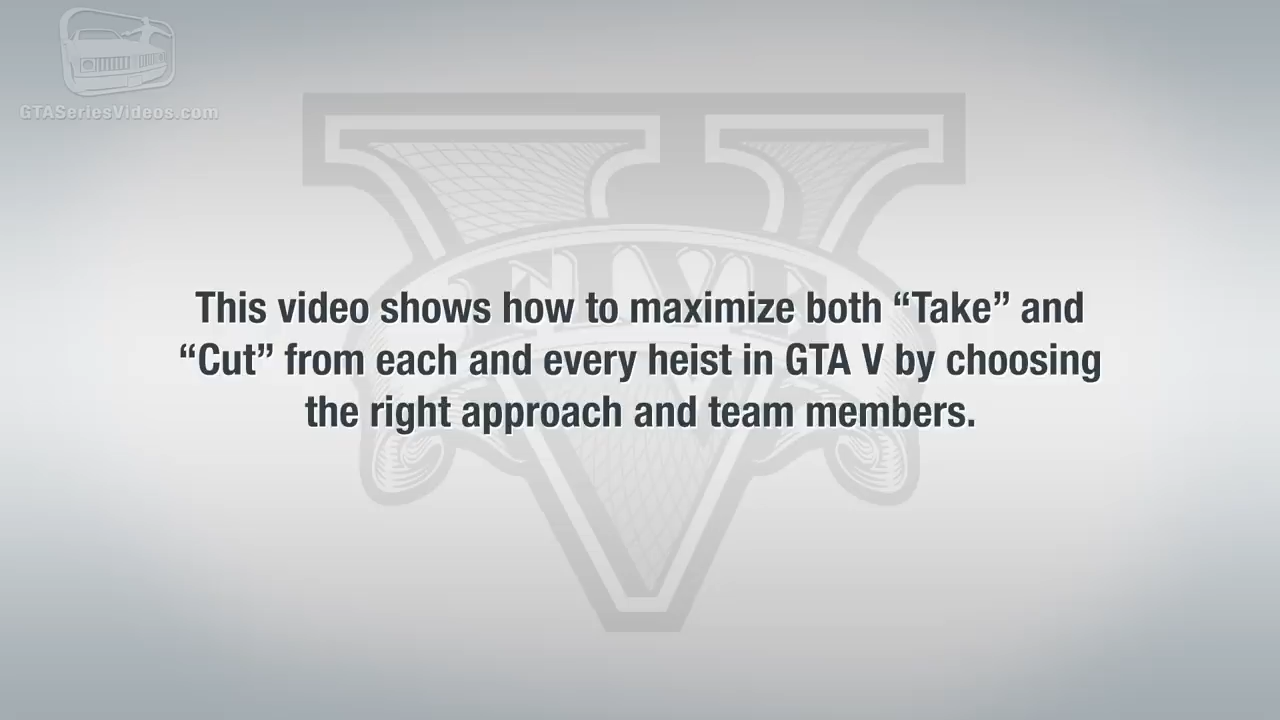 GTASeriesVideos.com
FIVE
This video shows how to maximize both “Take” and
“Cut” from each and every heist in GTA V by choosing
the right approach and team members.